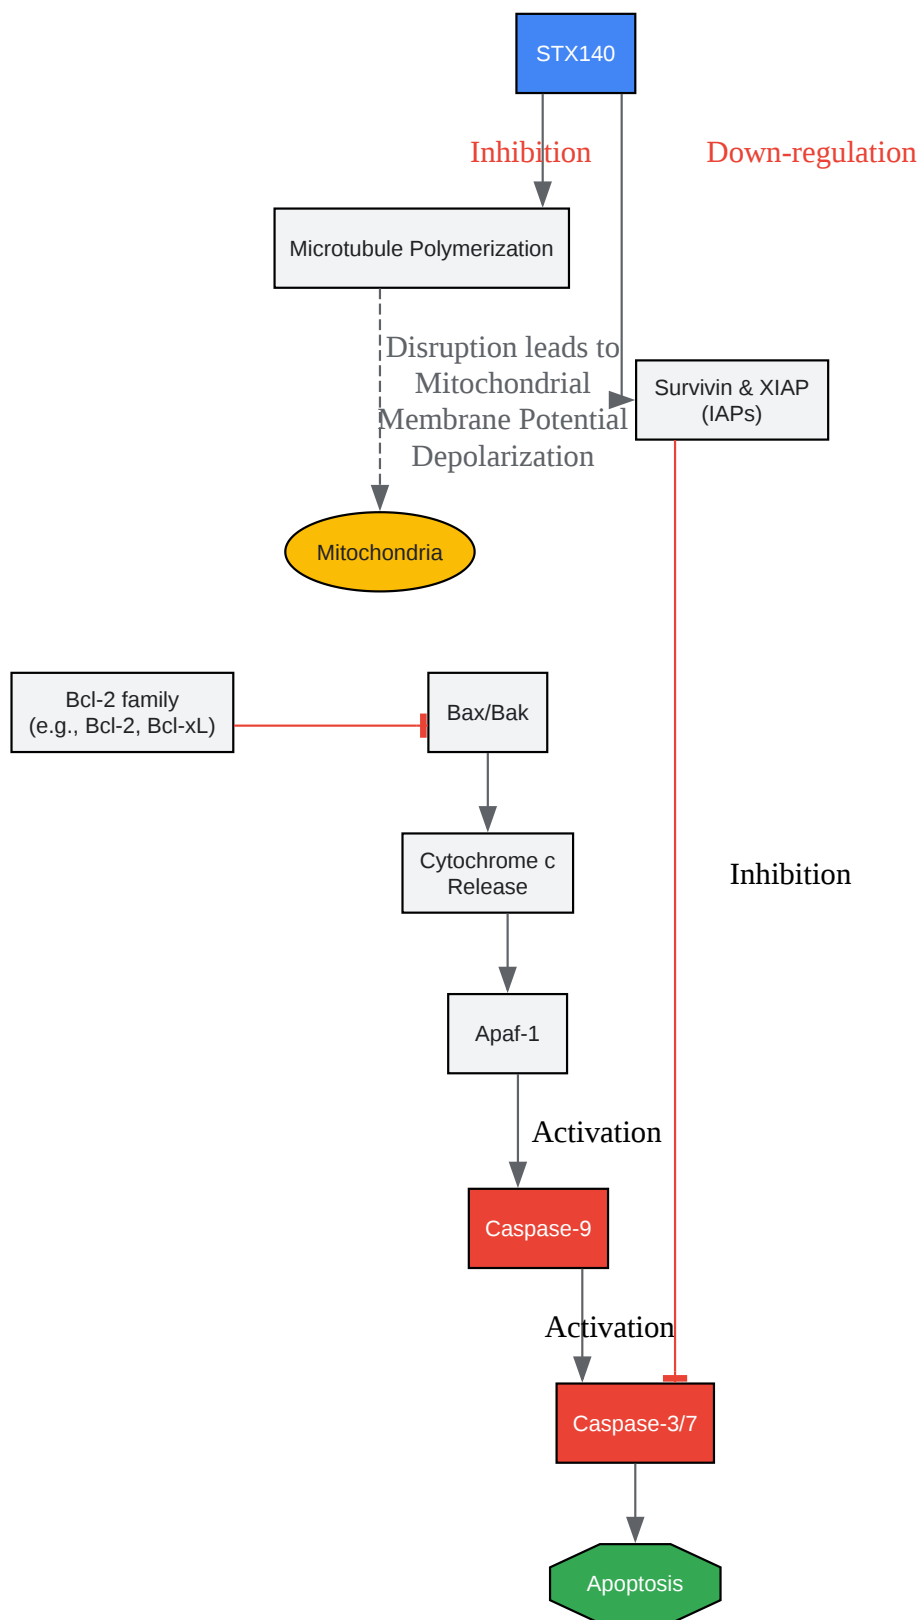 STX140
Inhibition
Down-regulation
Microtubule Polymerization
Disruption leads to
Mitochondrial
Membrane Potential
Depolarization
Survivin & XIAP
(IAPs)
Mitochondria
Bcl-2 family
(e.g., Bcl-2, Bcl-xL)
Bax/Bak
Cytochrome c
Release
Inhibition
Apaf-1
Activation
Caspase-9
Activation
Caspase-3/7
Apoptosis